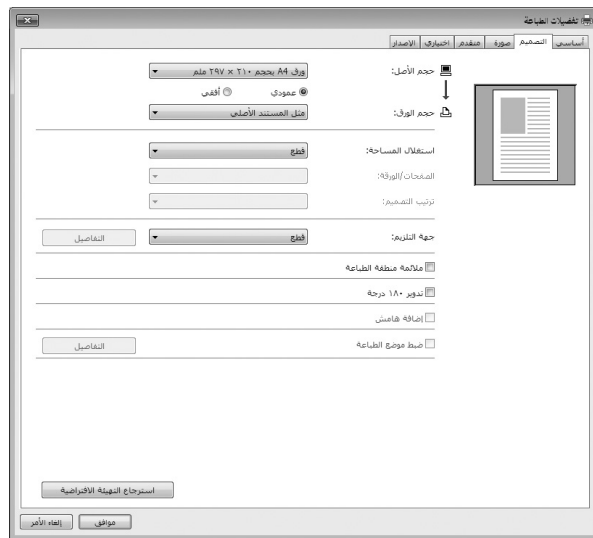 تفضيلات الطباعة
أساسي التصميم صورة متقدم اختياري الإصدار
حجم الأصل: ورق A4 بحجم ٢١٠ × ٢٩٧ ملم
عمودي أفقي
حجم الورق: مثل المستند الأصلي
استغلال المساحة: قطع
الصفحات/الورقة:
ترتيب التصميم:
جهة التلزيم: قطع التفاصيل
ملائمة منطقة الطباعة
تدوير ١٨٠ درجة
إضافة هامش
ضبط موضع الطباعة التفاصيل
استرجاع التهيئة الافتراضية
موافق إلغاء الأمر